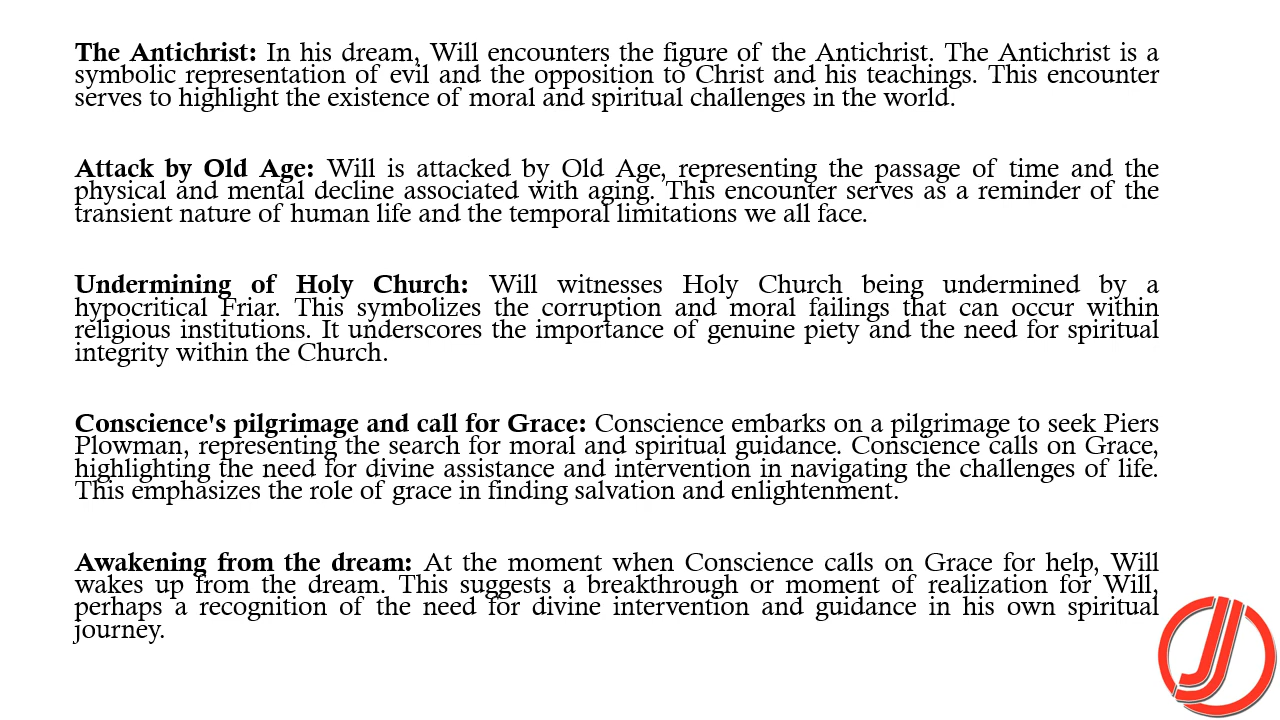 The Antichrist: In his dream, Will encounters the figure of the Antichrist. The Antichrist is a
symbolic representation of evil and the opposition to Christ and his teachings. This encounter
serves to highlight the existence of moral and spiritual challenges in the world.
Attack by Old Age: Will is attacked by Old Age, representing the passage of time and the
physical and mental decline associated with aging. This encounter serves as a reminder of the
transient nature of human life and the temporal limitations we all face.
Undermining of Holy Church: Will witnesses Holy Church being undermined by a
hypocritical Friar. This symbolizes the corruption and moral failings that can occur within
religious institutions. It underscores the importance of genuine piety and the need for spiritual
integrity within the Church.
Conscience's pilgrimage and call for Grace: Conscience embarks on a pilgrimage to seek Piers
Plowman, representing the search for moral and spiritual guidance. Conscience calls on Grace,
highlighting the need for divine assistance and intervention in navigating the challenges of life.
This emphasizes the role of grace in finding salvation and enlightenment.
Awakening from the dream: At the moment when Conscience calls on Grace for help, Will
wakes up from the dream. This suggests a breakthrough or moment of realization for Will,
perhaps a recognition of the need for divine intervention and guidance in his own spiritual
journey.